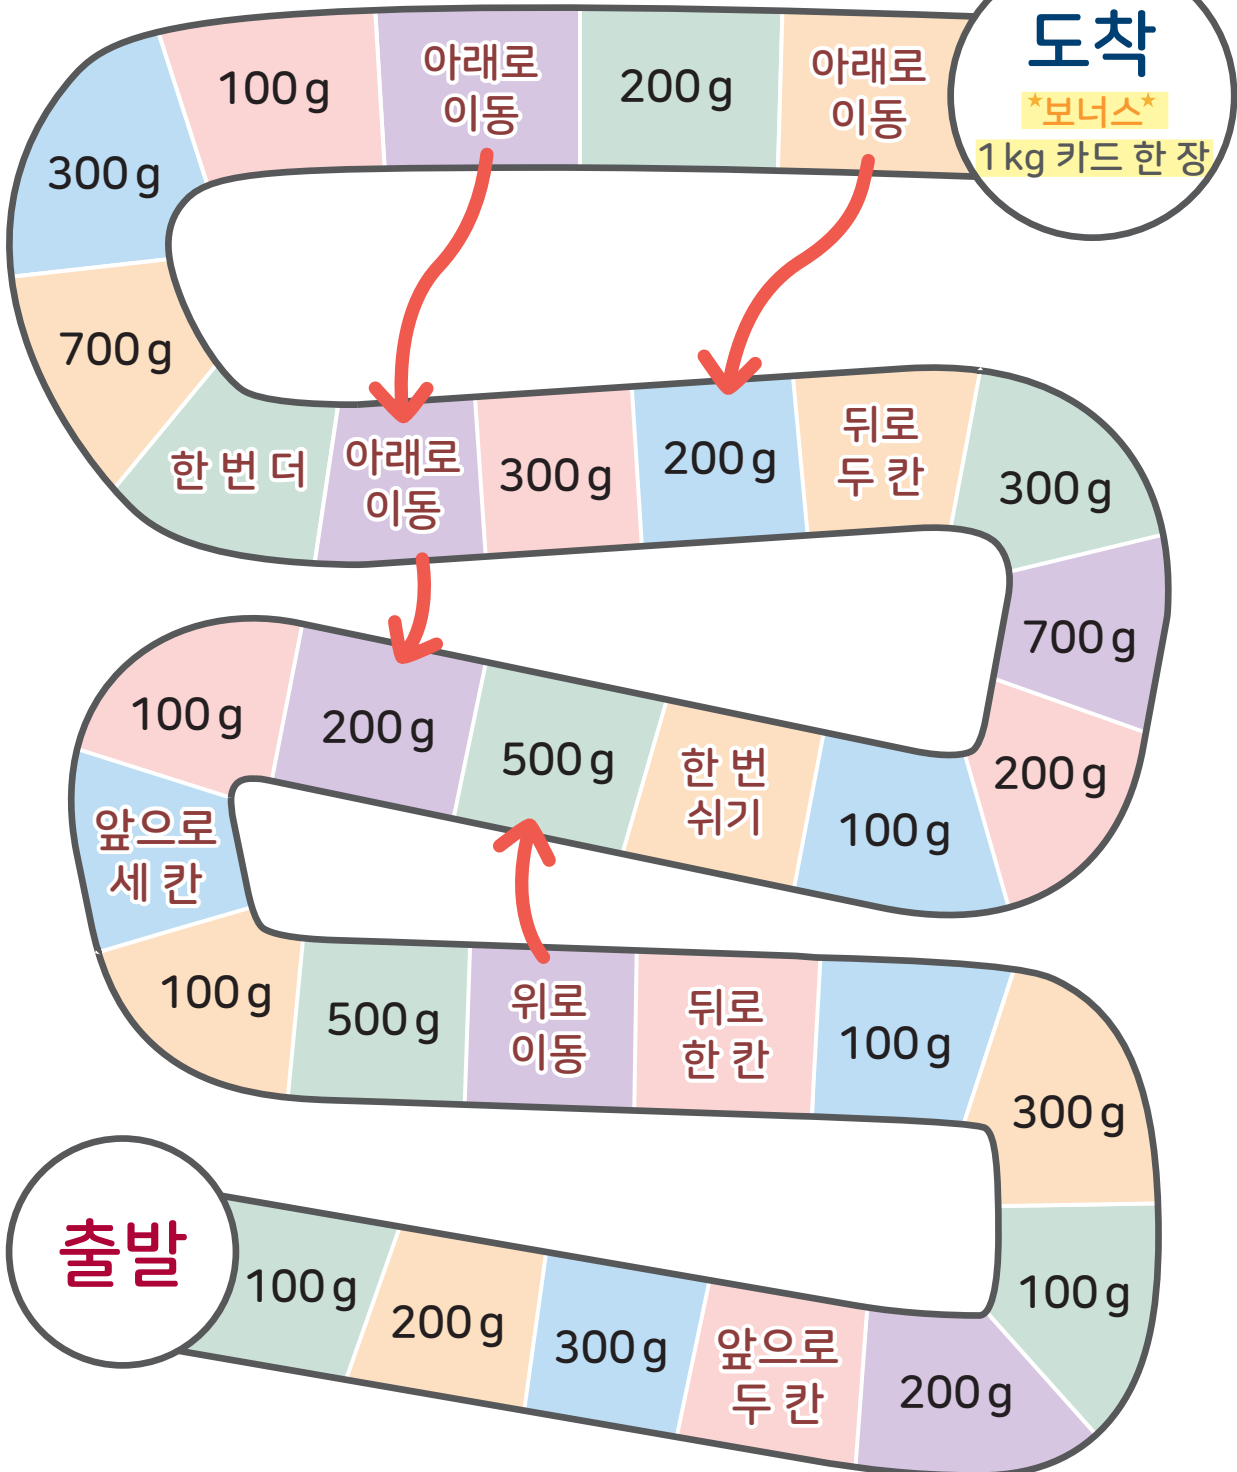 100 g
아래로
이동
200 g
아래로
이동
도착
★보너스★
1 kg 카드 한 장
300 g
700 g
한 번 더
아래로
이동
300 g
200 g
뒤로
두 칸
300 g
700 g
200 g
100 g
한 번
쉬기
500 g
200 g
100 g
앞으로
세 칸
100 g
500 g
위로
이동
뒤로
한 칸
100 g
300 g
100 g
200 g
앞으로
두 칸
300 g
200 g
100 g
출발